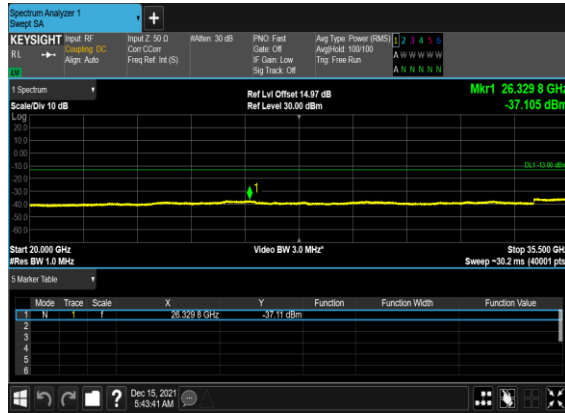 Spectrum Analyzer 1
Swept SA
+
KEYSIGHT Input: RF Input Z: 50 Ω #Atten: 30 dB PNO: Fast Avg Type: Power (RMS) 1 2 3 4 5 6
RL Coupling: DC Corr CCorr Gate: Off Avg|Hold: 100/100 A W W W W W
Align: Auto Freq Ref: Int (S) IF Gain: Low Trig: Free Run
Sig Track: Off A N N N N N
LW
1 Spectrum Ref Lvl Offset 14.97 dB Mkr1 26.329 8 GHz
Scale/Div 10 dB Ref Level 30.00 dBm -37.105 dBm
Log
20.0
10.0
0.00
-10.0 DL1 -13.00 dBm
-20.0
-30.0 1
-40.0
-50.0
-60.0
Start 20.000 GHz Video BW 3.0 MHz* Stop 35.500 GHz
#Res BW 1.0 MHz Sweep ~30.2 ms (40001 pts)
5 Marker Table
Mode Trace Scale X Y Function Function Width Function Value
1 N 1 f 26.329 8 GHz -37.11 dBm
2
3
4
5
6
? Dec 15, 2021
5:43:41 AM